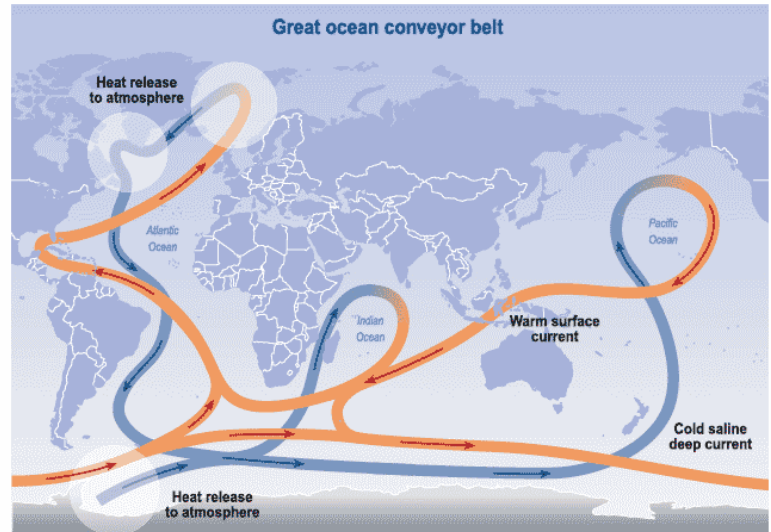 Great ocean conveyor belt
Heat release
to atmosphere
Atlantic
Ocean
Pacific
Ocean
Indian
Ocean
Warm surface
current
Cold saline
deep current
Heat release
to atmosphere